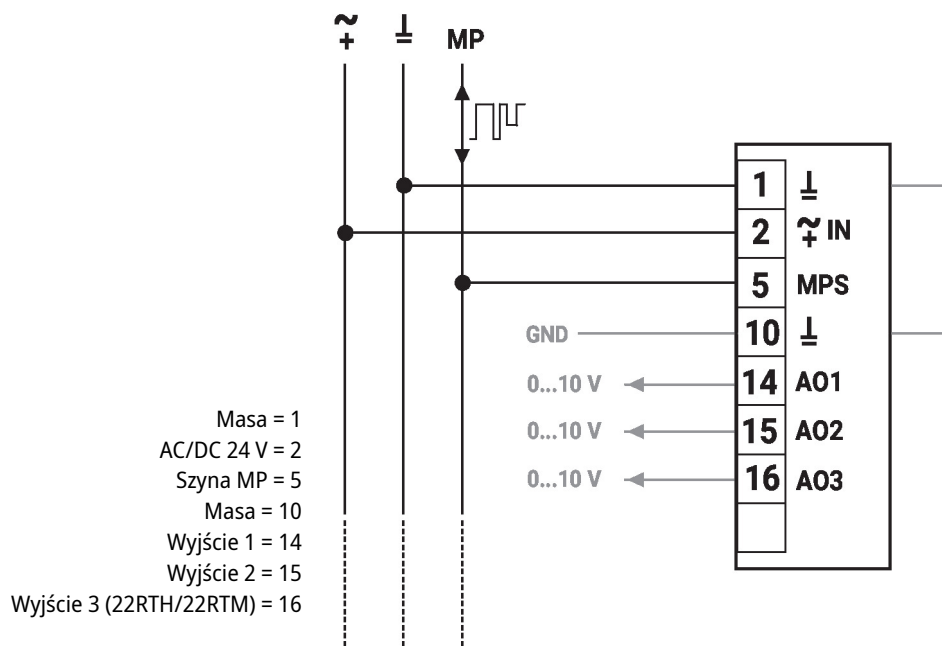 ~
+
⊥
MP
1 ⊥
2 ~
+ IN
5 MPS
GND 10 ⊥
0...10 V 14 AO1
0...10 V 15 AO2
0...10 V 16 AO3
Masa = 1
AC/DC 24 V = 2
Szyna MP = 5
Masa = 10
Wyjście 1 = 14
Wyjście 2 = 15
Wyjście 3 (22RTH/22RTM) = 16